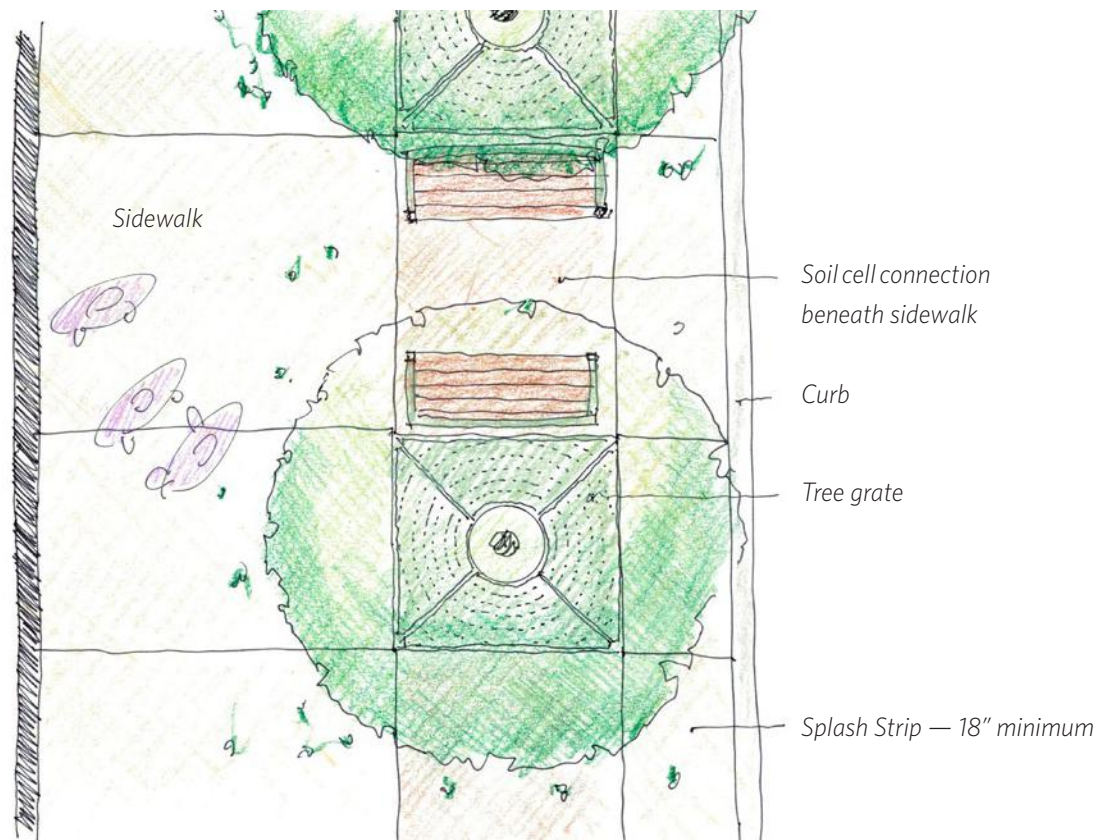 Sidewalk
Soil cell connection
beneath sidewalk
Curb
Tree grate
Splash Strip — 18” minimum